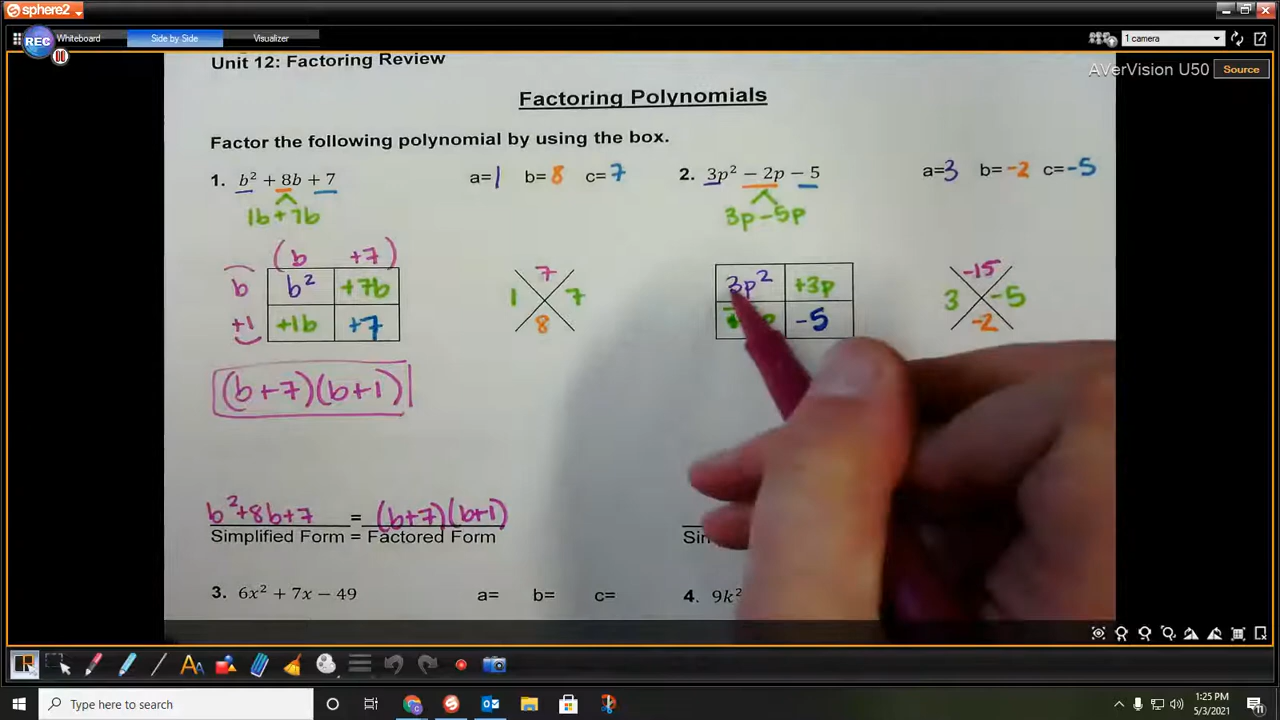 sphere2
REC
Whiteboard
Side by Side
Visualizer
1 camera
AVerVision U50
Source
Unit 12: Factoring Review
Factoring Polynomials
Factor the following polynomial by using the box.
1. b² + 8b + 7
a=1 b=8 c=7
1b+7b
(b +7)
b b² +7b
+1 +1b +7
7
1 7
8
(b+7)(b+1)
b²+8b+7 = (b+7)(b+1)
Simplified Form = Factored Form
2. 3p² − 2p − 5
a=3 b=-2 c=-5
3p-5p
3p² +3p
-5
-15
3 -5
-2
3. 6x² + 7x − 49
a= b= c=
4. 9k²
Type here to search
1:25 PM
5/3/2021